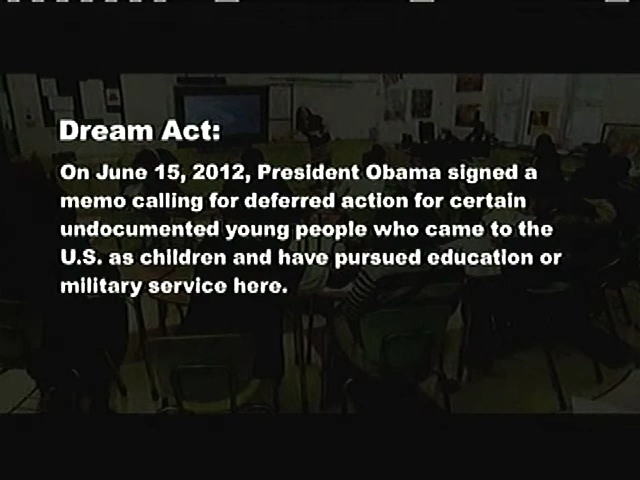 Dream Act:
On June 15, 2012, President Obama signed a
memo calling for deferred action for certain
undocumented young people who came to the
U.S. as children and have pursued education or
military service here.